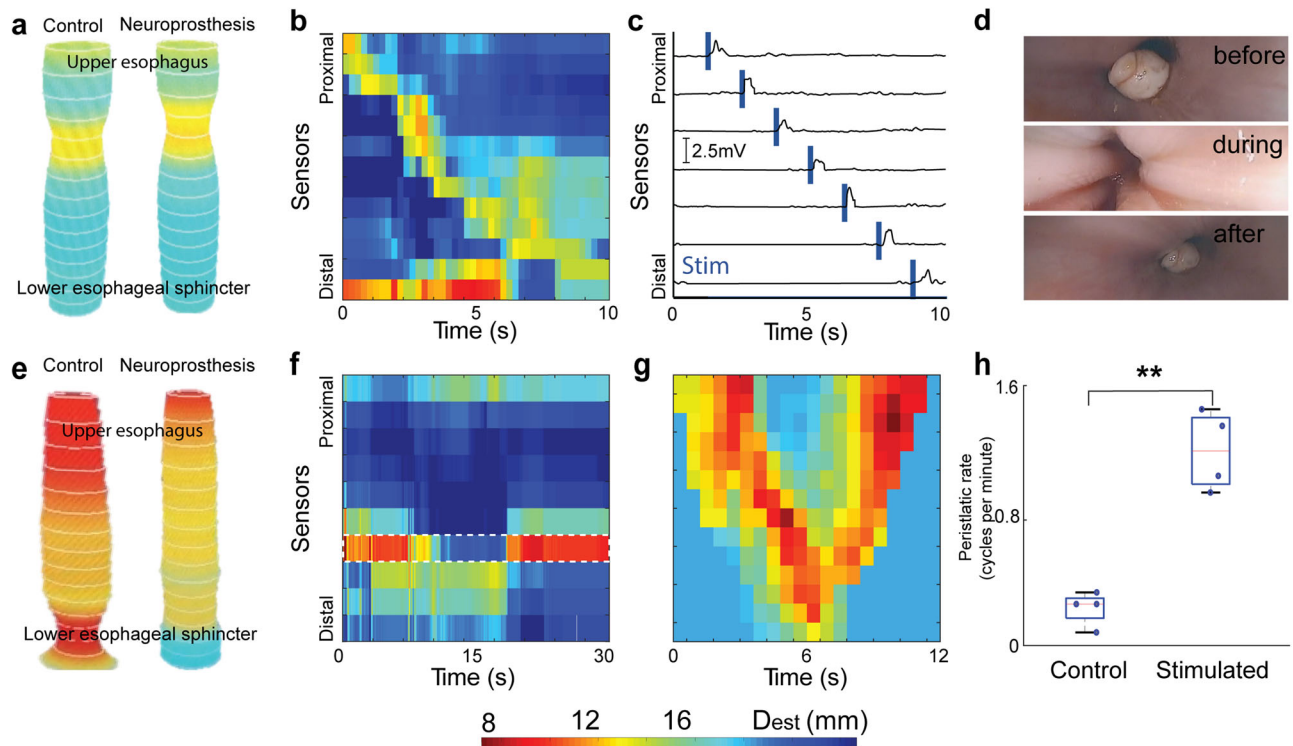 a
Control Neuroprosthesis
Upper esophagus
Lower esophageal sphincter
b
Sensors
Proximal
Distal
0 5 10
Time (s)
c
Sensors
Proximal
Distal
2.5mV
Stim
0 5 10
Time (s)
d
before
during
after
e
Control Neuroprosthesis
Upper esophagus
Lower esophageal sphincter
f
Sensors
Proximal
Distal
0 15 30
Time (s)
g
0 6 12
Time (s)
h
Peristlatic rate
(cycles per minute)
1.6
0.8
0
**
Control Stimulated
8 12 16 Dest (mm)